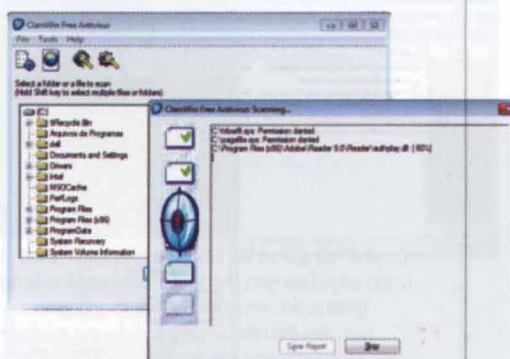 ClamWin Free Antivirus
File Tools Help
Select a folder or a file to scan
(Hold Shift key to select multiple files or folders)
(C:)
$Recycle.Bin
Arquivos de Programas
dell
Documents and Settings
Drivers
Intel
MSOCache
PerfLogs
Program Files
Program Files (x86)
ProgramData
System Recovery
System Volume Information
ClamWin Free Antivirus Scanning...
C:\hiberfil.sys: Permission denied
C:\pagefile.sys: Permission denied
C:\Program Files (x86)\Adobe\Reader 9.0\Reader\authplay.dll: [60%]
Save Report Stop